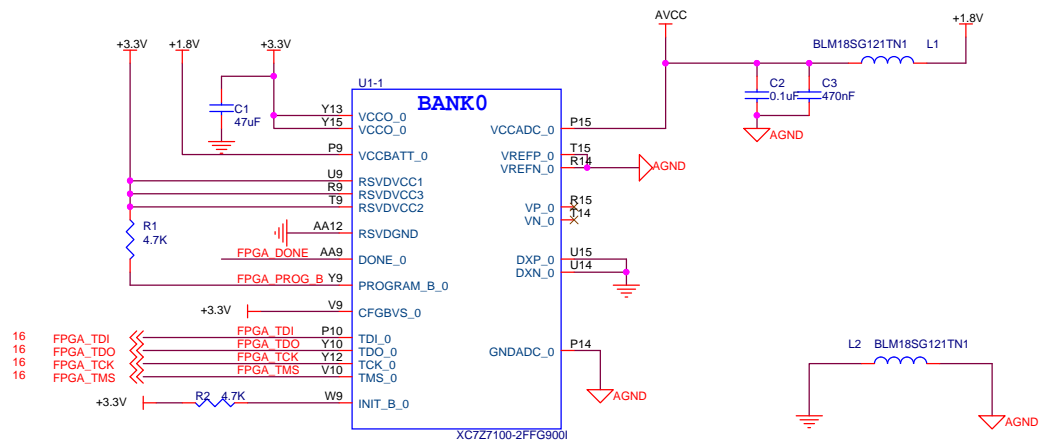 AVCC
+3.3V
+1.8V
+3.3V
BLM18SG121TN1
L1
+1.8V
U1-1
BANK0
C1
47uF
C2
0.1uF
C3
470nF
AGND
Y13
VCCO_0
Y15
VCCO_0
VCCADC_0
P15
P9
VCCBATT_0
VREFP_0
T15
VREFN_0
R14
AGND
U9
RSVDVCC1
R9
RSVDVCC3
T9
RSVDVCC2
VP_0
R15
VN_0
T14
R1
4.7K
AA12
RSVDGND
FPGA_DONE
AA9
DONE_0
DXP_0
U15
DXN_0
U14
FPGA_PROG_B
Y9
PROGRAM_B_0
+3.3V
V9
CFGBVS_0
16
FPGA_TDI
FPGA_TDI
P10
TDI_0
16
FPGA_TDO
FPGA_TDO
Y10
TDO_0
16
FPGA_TCK
FPGA_TCK
Y12
TCK_0
16
FPGA_TMS
FPGA_TMS
V10
TMS_0
GNDADC_0
P14
AGND
L2
BLM18SG121TN1
AGND
+3.3V
R2
4.7K
W9
INIT_B_0
XC7Z7100-2FFG900I